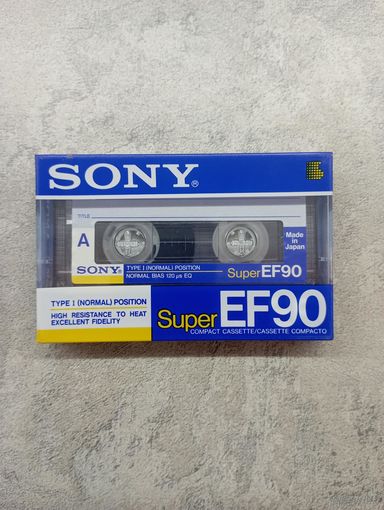 SONY®
TITLE
A
Made in
Japan
SONY
TYPE I (NORMAL) POSITION
NORMAL BIAS 120 µs EQ
Super EF90
TYPE I (NORMAL) POSITION
HIGH RESISTANCE TO HEAT
EXCELLENT FIDELITY
Super EF90
COMPACT CASSETTE/CASSETTE COMPACTO